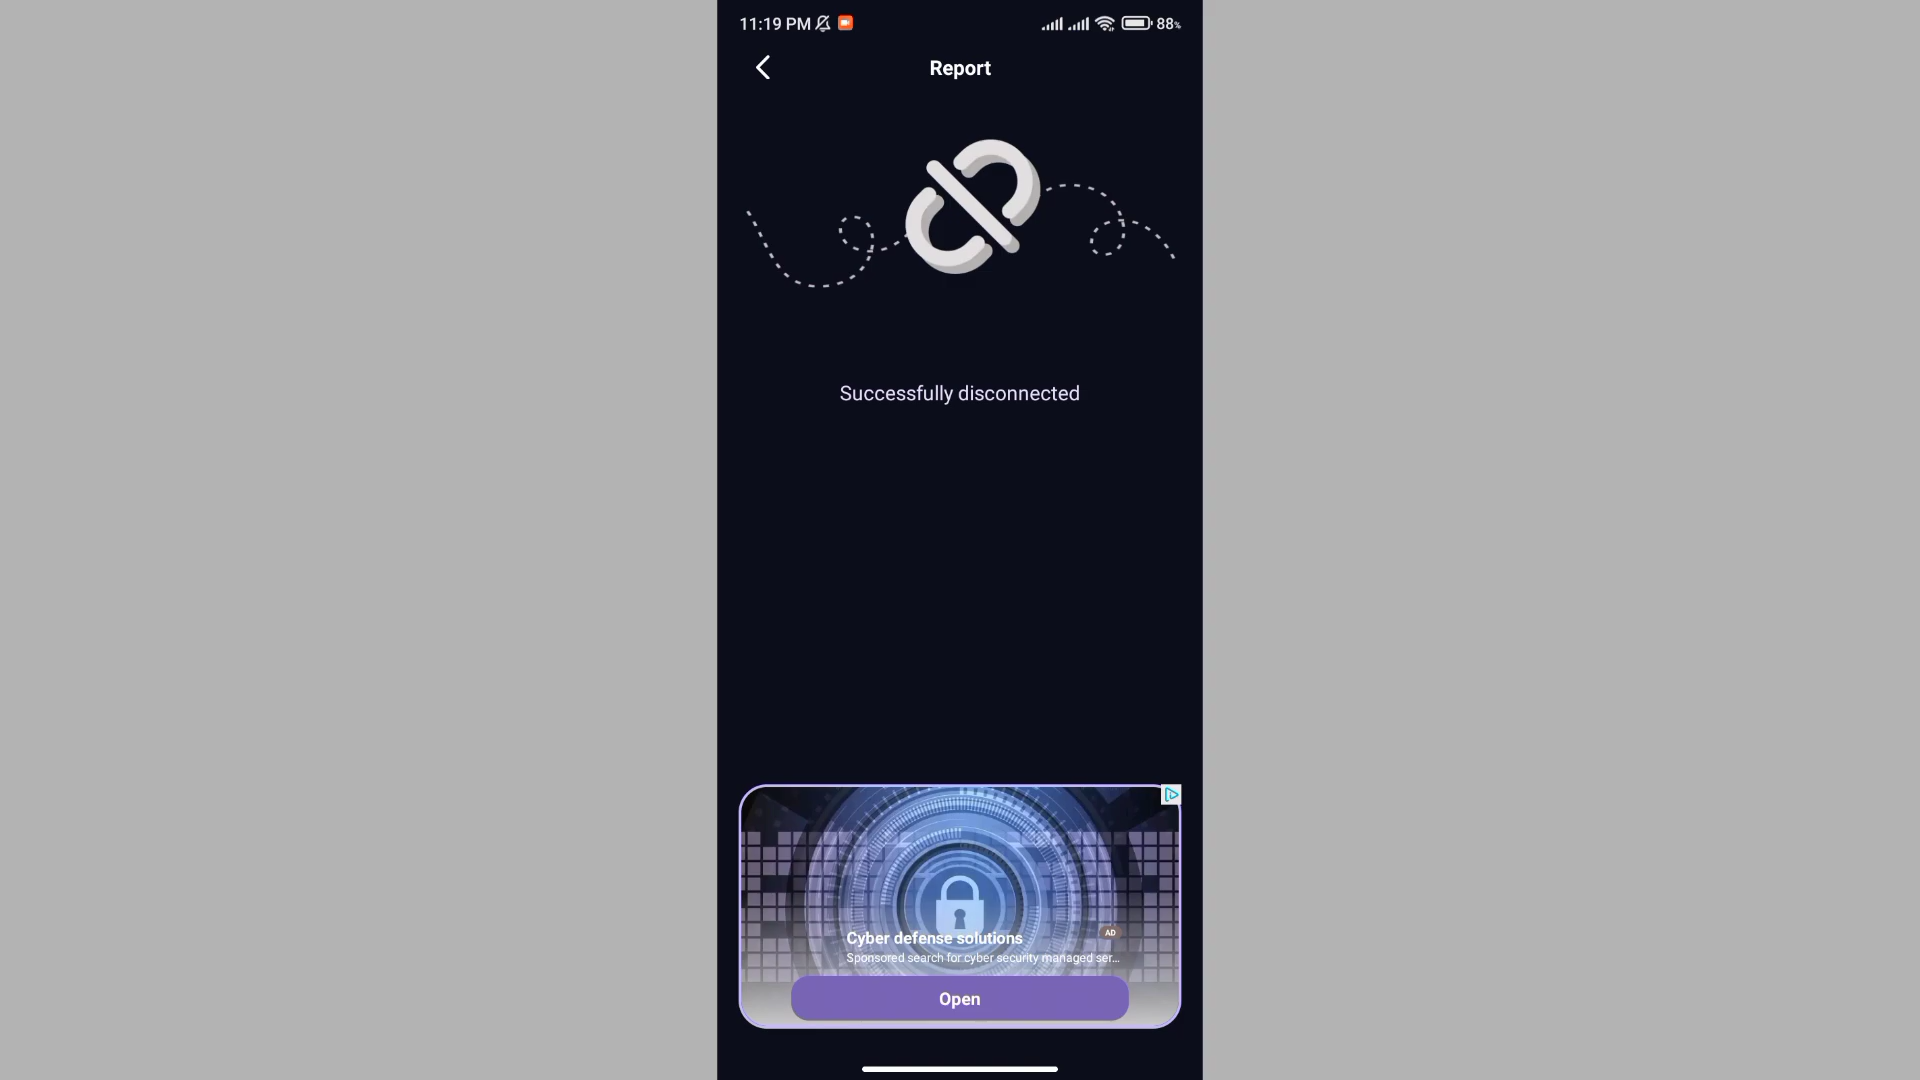 11:19 PM
88%
Report
Successfully disconnected
Cyber defense solutions
AD
Sponsored search for cyber security managed ser...
Open